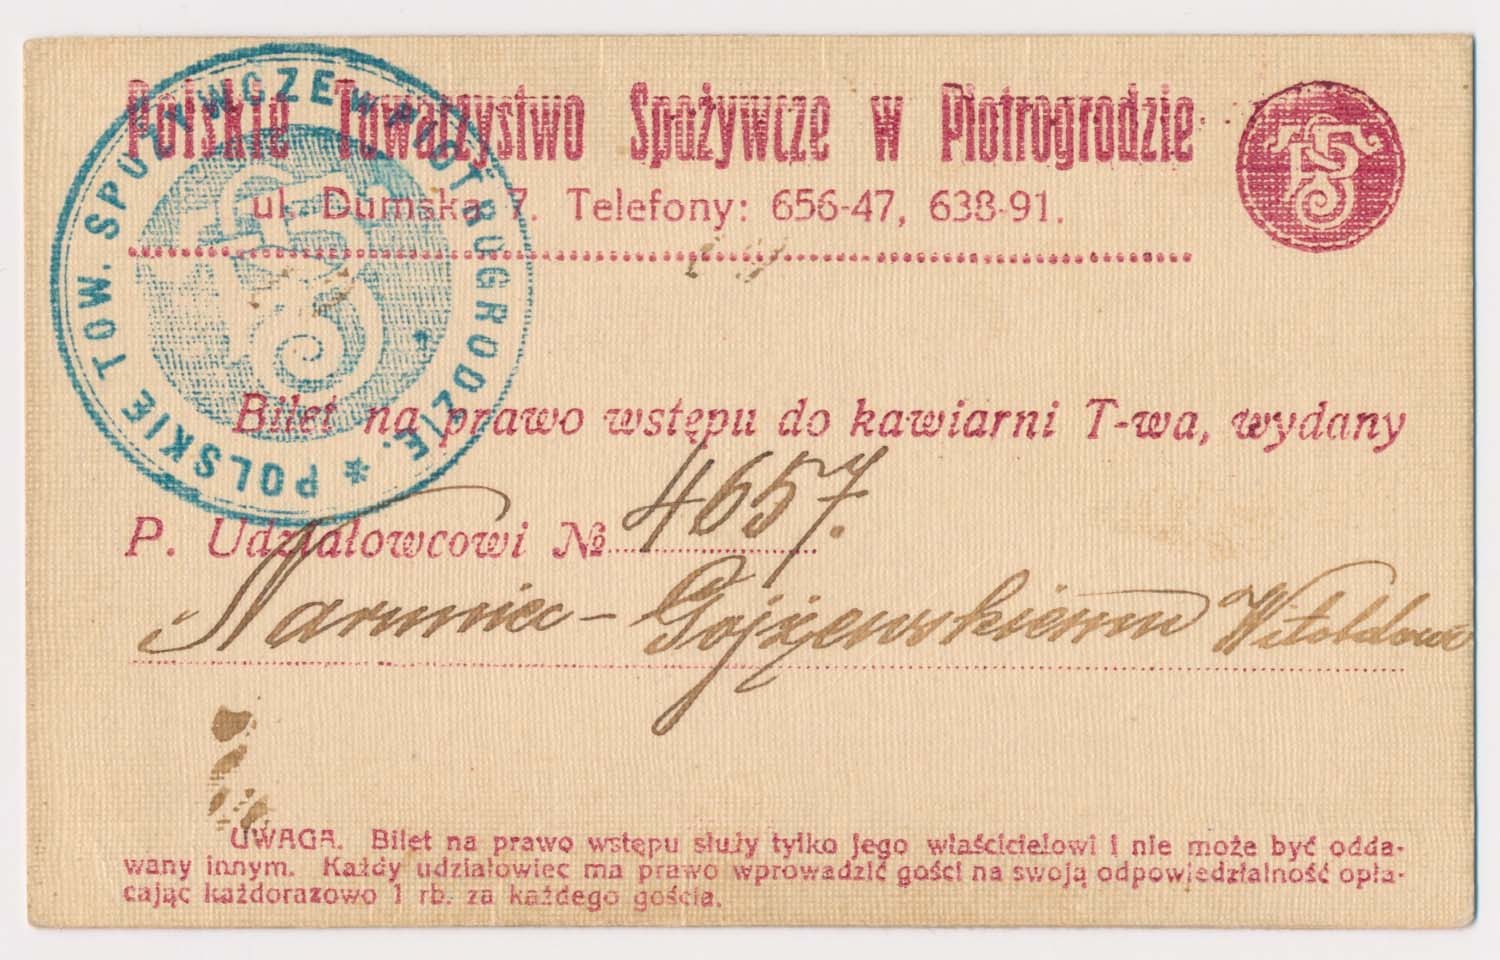 Polskie Towarzystwo Spożywcze w Piotrogrodzie
ul. Dumska 7. Telefony: 656-47, 638-91.
POLSKIE TOW. SPOŻYWCZE w PIOTROGRODZIE. *
Bilet na prawo wstępu do kawiarni T-wa, wydany
P. Udziałowcowi № 4657.
Witoldowi
UWAGA. Bilet na prawo wstępu służy tylko jego właścicielowi i nie może być odda-
wany innym. Każdy udziałowiec ma prawo wprowadzić gości na swoją odpowiedzialność opła-
cając każdorazowo 1 rb. za każdego gościa.